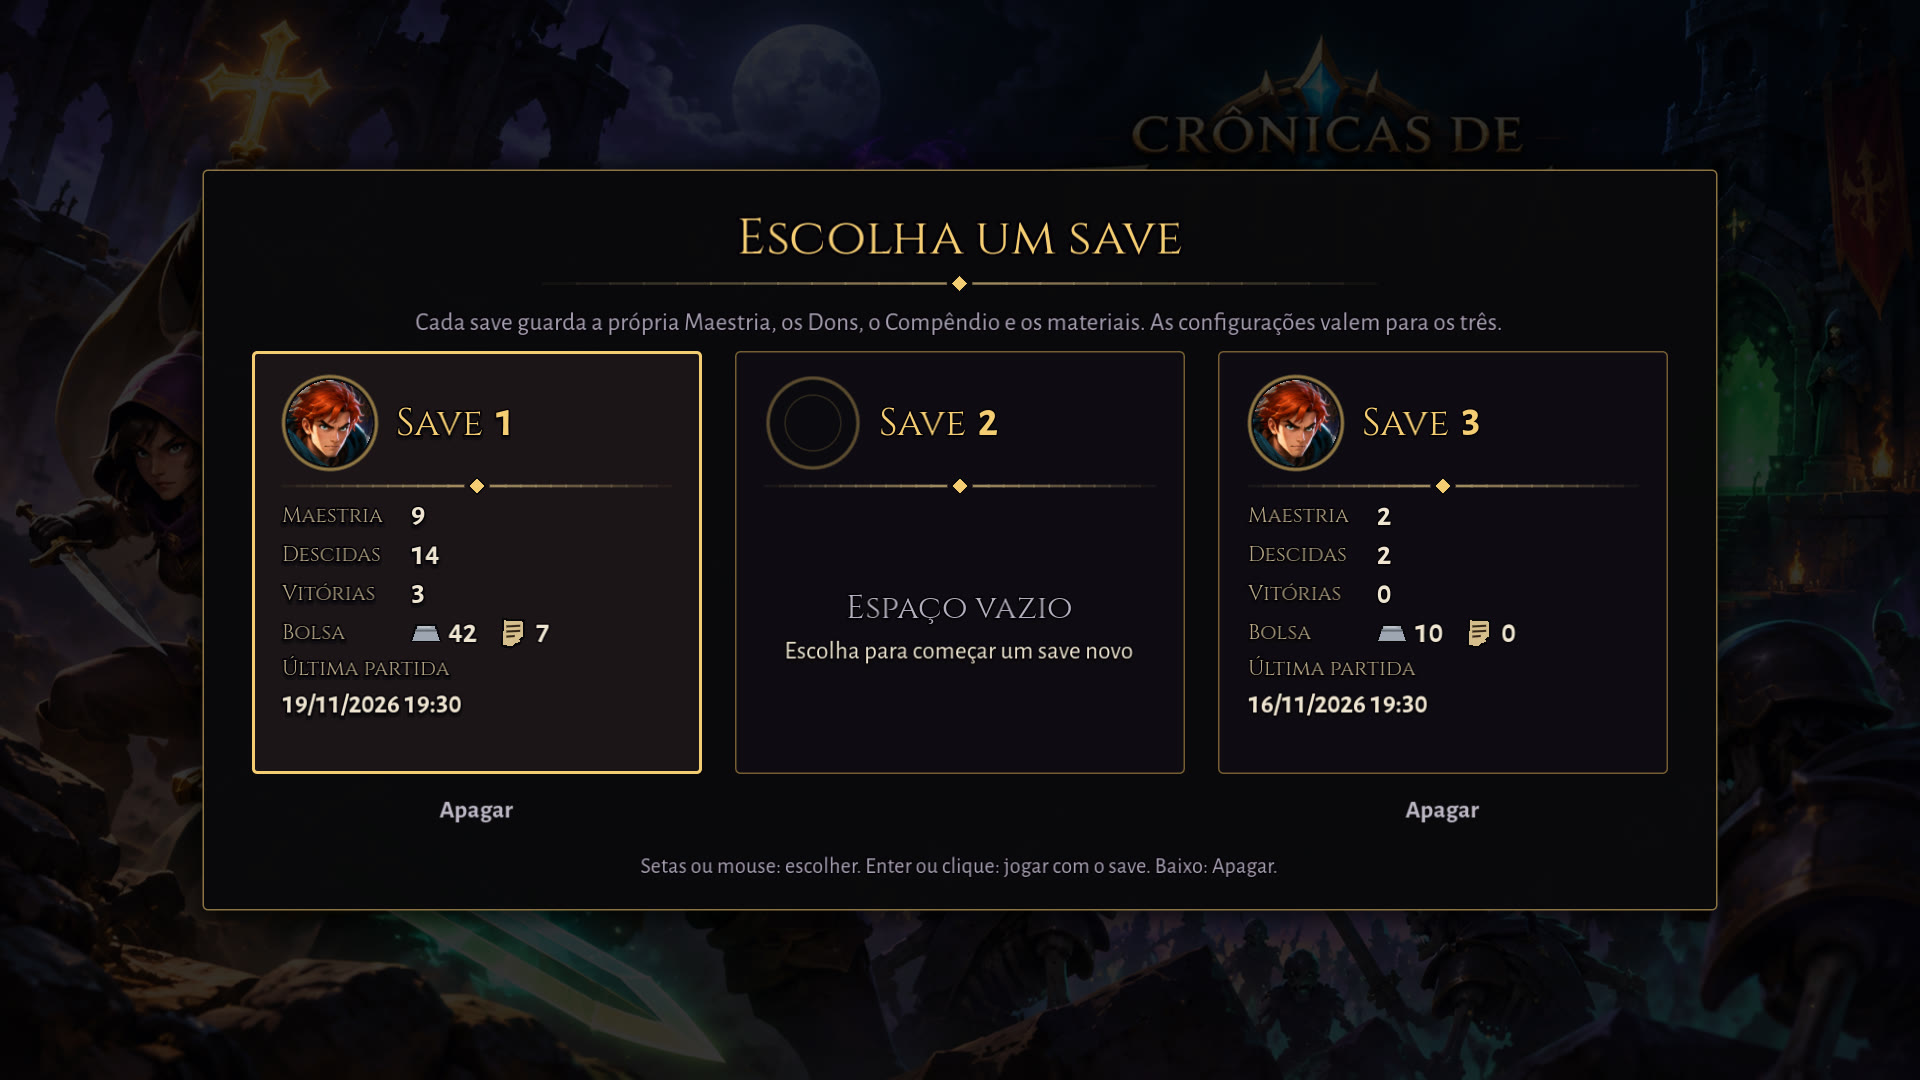 CRÔNICAS DE
Escolha um save
Cada save guarda a própria Maestria, os Dons, o Compêndio e os materiais. As configurações valem para os três.
Save 1
Maestria 9
Descidas 14
Vitórias 3
Bolsa 42 7
Última partida
19/11/2026 19:30
Apagar
Save 2
Espaço vazio
Escolha para começar um save novo
Save 3
Maestria 2
Descidas 2
Vitórias 0
Bolsa 10 0
Última partida
16/11/2026 19:30
Apagar
Setas ou mouse: escolher. Enter ou clique: jogar com o save. Baixo: Apagar.